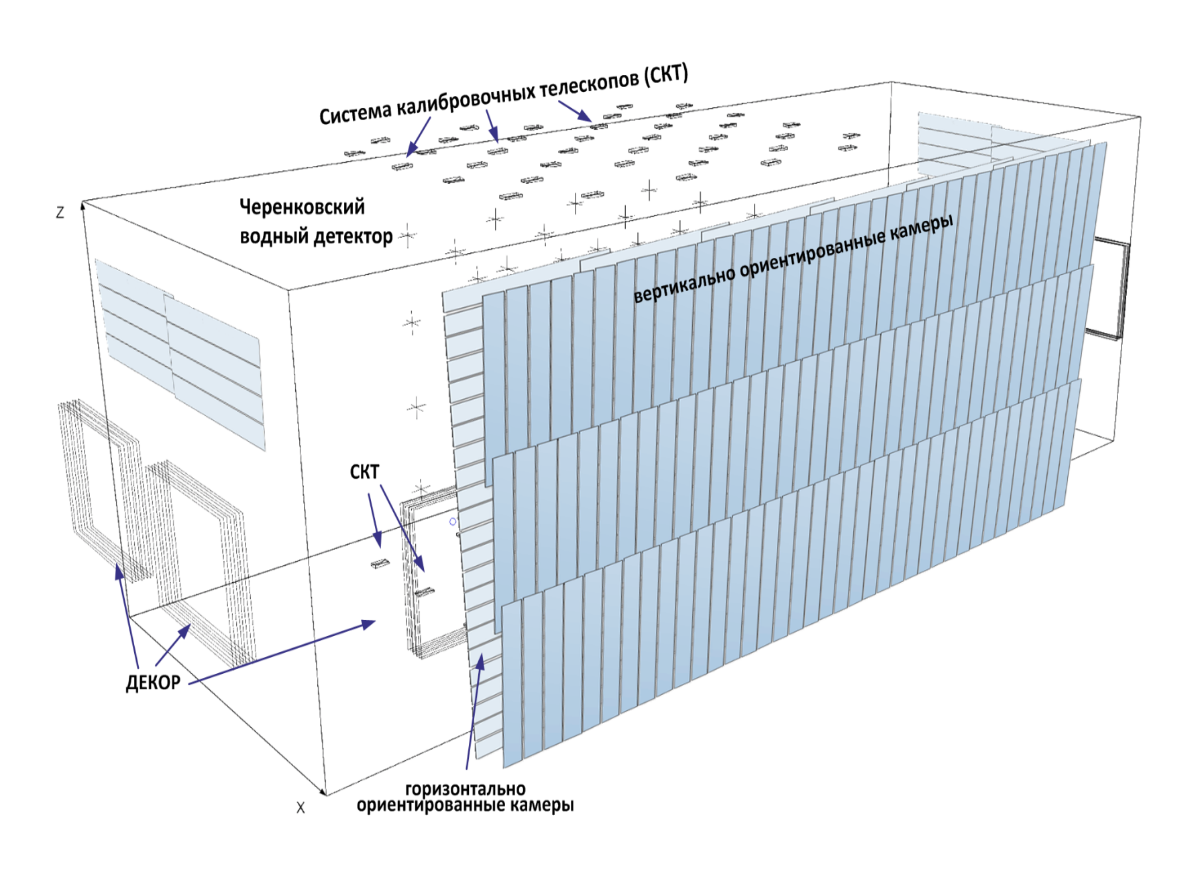 Система калибровочных телескопов (СКТ)
Z
Черенковский
водный детектор
вертикально ориентированные камеры
СКТ
ДЕКОР
X
горизонтально
ориентированные камеры